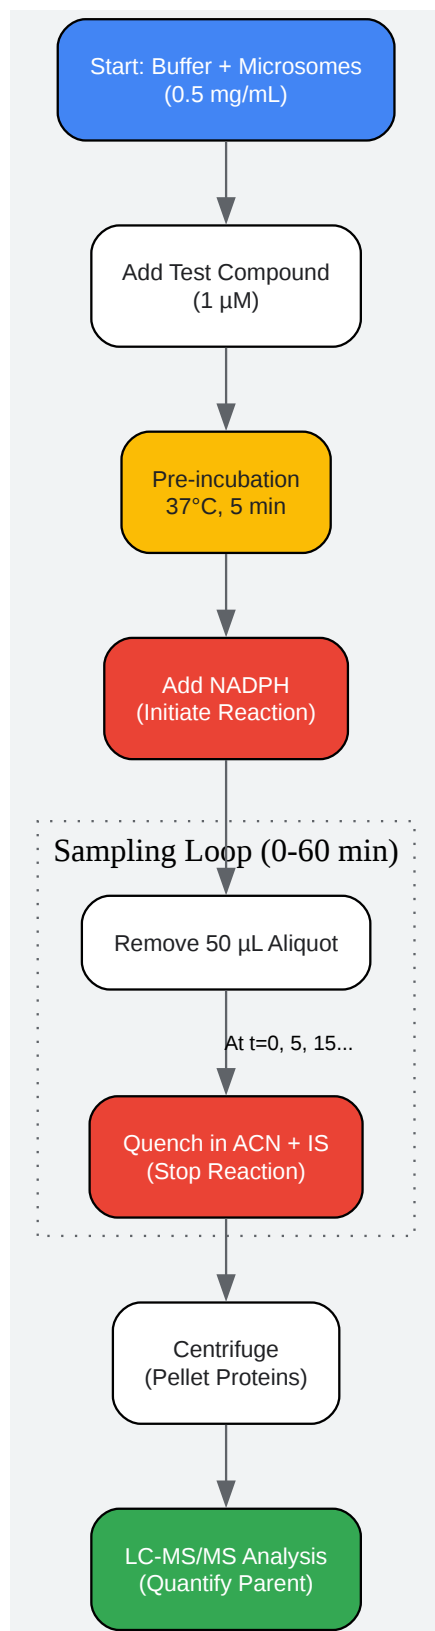 Start: Buffer + Microsomes
(0.5 mg/mL)
Add Test Compound
(1 µM)
Pre-incubation
37°C, 5 min
Add NADPH
(Initiate Reaction)
Sampling Loop (0-60 min)
Remove 50 µL Aliquot
At t=0, 5, 15...
Quench in ACN + IS
(Stop Reaction)
Centrifuge
(Pellet Proteins)
LC-MS/MS Analysis
(Quantify Parent)